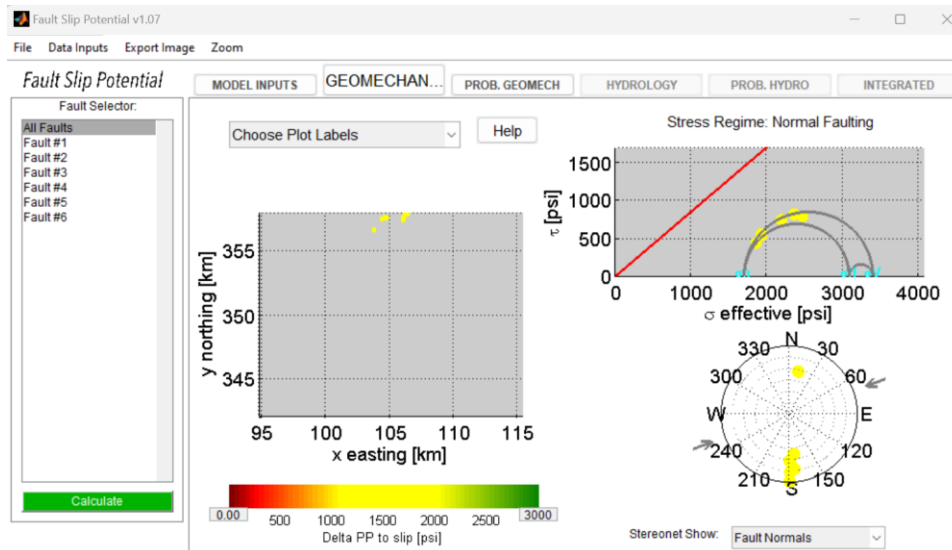 Fault Slip Potential v1.07
File Data Inputs Export Image Zoom
Fault Slip Potential
MODEL INPUTS GEOMECHAN... PROB. GEOMECH HYDROLOGY PROB. HYDRO INTEGRATED
Fault Selector:
All Faults
Fault #1
Fault #2
Fault #3
Fault #4
Fault #5
Fault #6
Calculate
Choose Plot Labels
Help
355
350
345
y northing [km]
95 100 105 110 115
x easting [km]
0.00 500 1000 1500 2000 2500 3000
Delta PP to slip [psi]
Stress Regime: Normal Faulting
1500
1000
500
0
τ [psi]
0 1000 2000 3000 4000
σ effective [psi]
N
330 30
300 60
W E
240 120
210 150
S
Stereonet Show: Fault Normals